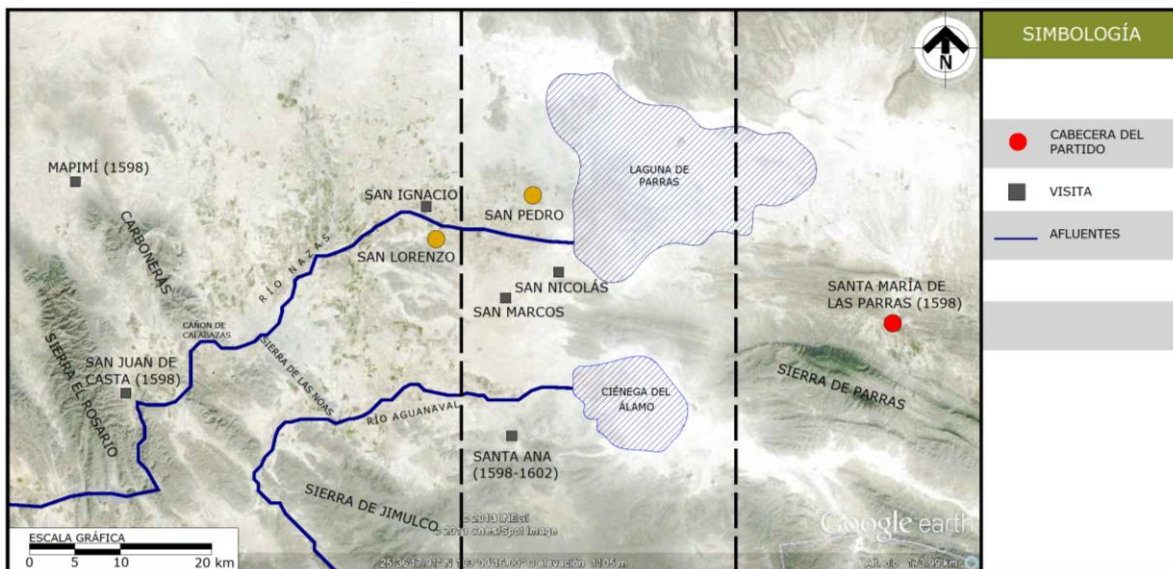 SIMBOLOGÍA
CABECERA DEL
PARTIDO
VISITA
AFLUENTES
N
MAPIMÍ (1598)
CARBONERAS
SAN IGNACIO
SAN PEDRO
LAGUNA DE
PARRAS
RÍO NAZAS
SAN LORENZO
SAN NICOLÁS
SAN MARCOS
SANTA MARÍA DE
LAS PARRAS (1598)
CAÑON DE
CALABAZAS
SIERRA EL ROSARIO
SAN JUAN DE
CASTA (1598)
SIERRA DE LAS NOAS
RÍO AGUANAVAL
CIÉNEGA DEL
ÁLAMO
SIERRA DE PARRAS
SANTA ANA
(1598-1602)
SIERRA DE JIMULCO
© 2013 INEGI
Google earth
ESCALA GRÁFICA
0 5 10 20 km